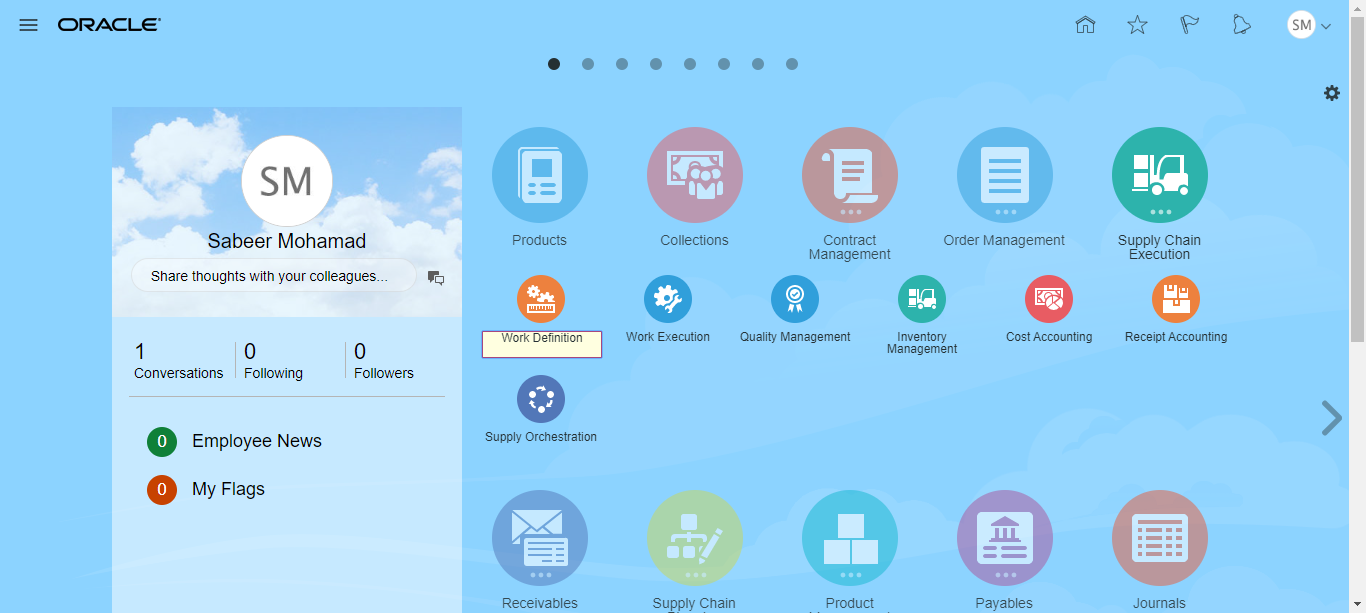 ORACLE
SM
SM
Sabeer Mohamad
Share thoughts with your colleagues...
1
Conversations
0
Following
0
Followers
0
Employee News
0
My Flags
Products
Collections
Contract
Management
Order Management
Supply Chain
Execution
Work Definition
Work Execution
Quality Management
Inventory
Management
Cost Accounting
Receipt Accounting
Supply Orchestration
Receivables
Supply Chain
Product
Payables
Journals